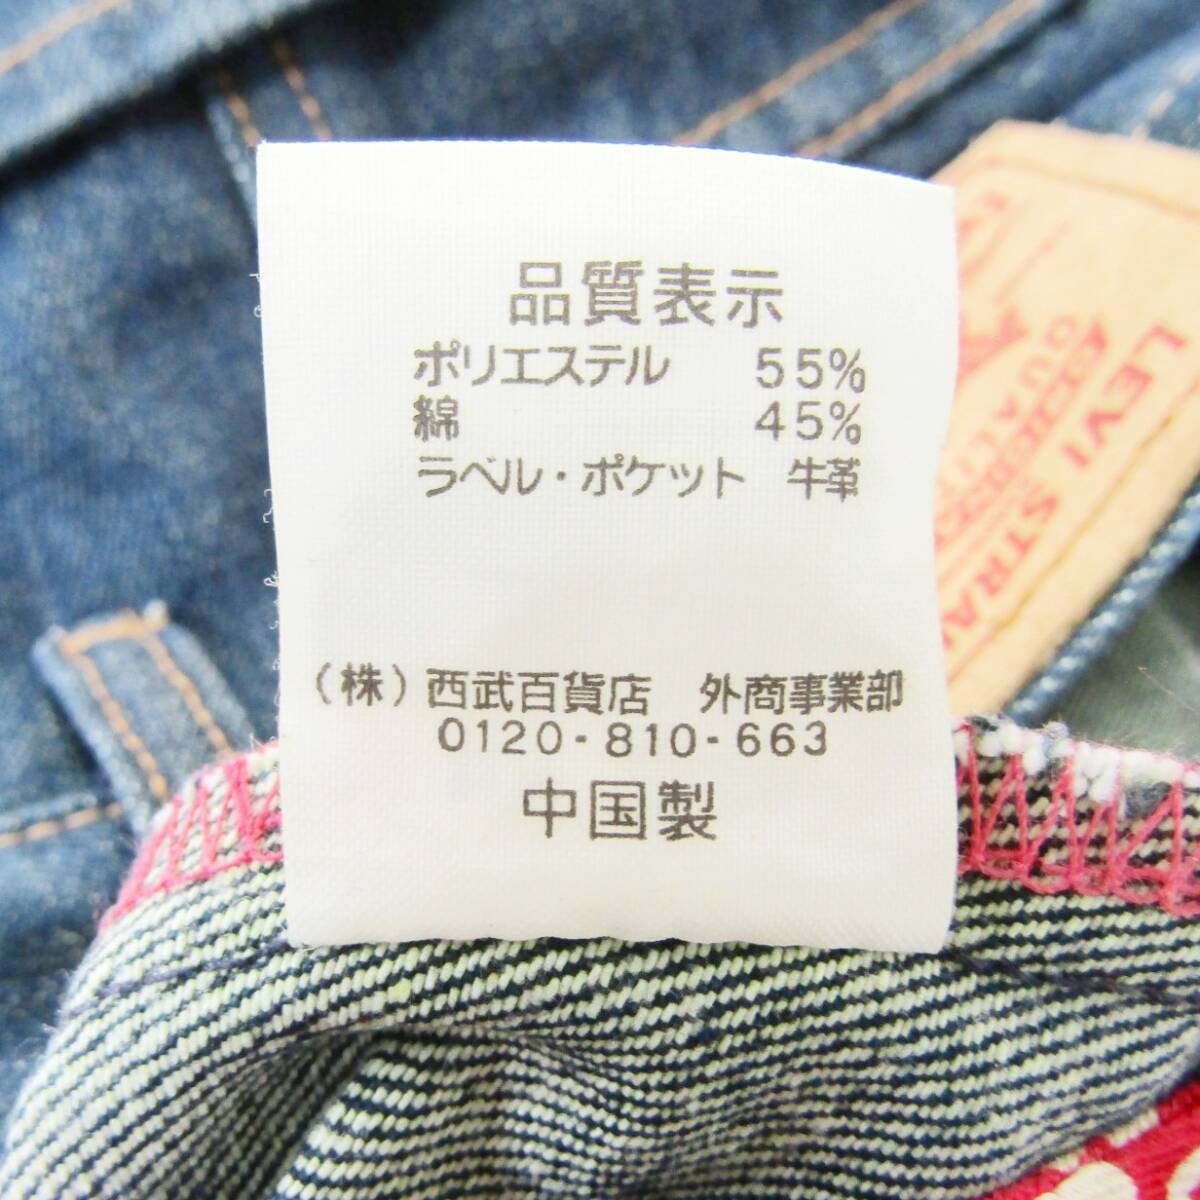 品質表示
ポリエステル 55%
綿 45%
ラベル・ポケット 牛革
(株) 西武百貨店 外商事業部
0120-810-663
中国製
LEVI STRA
QUAL